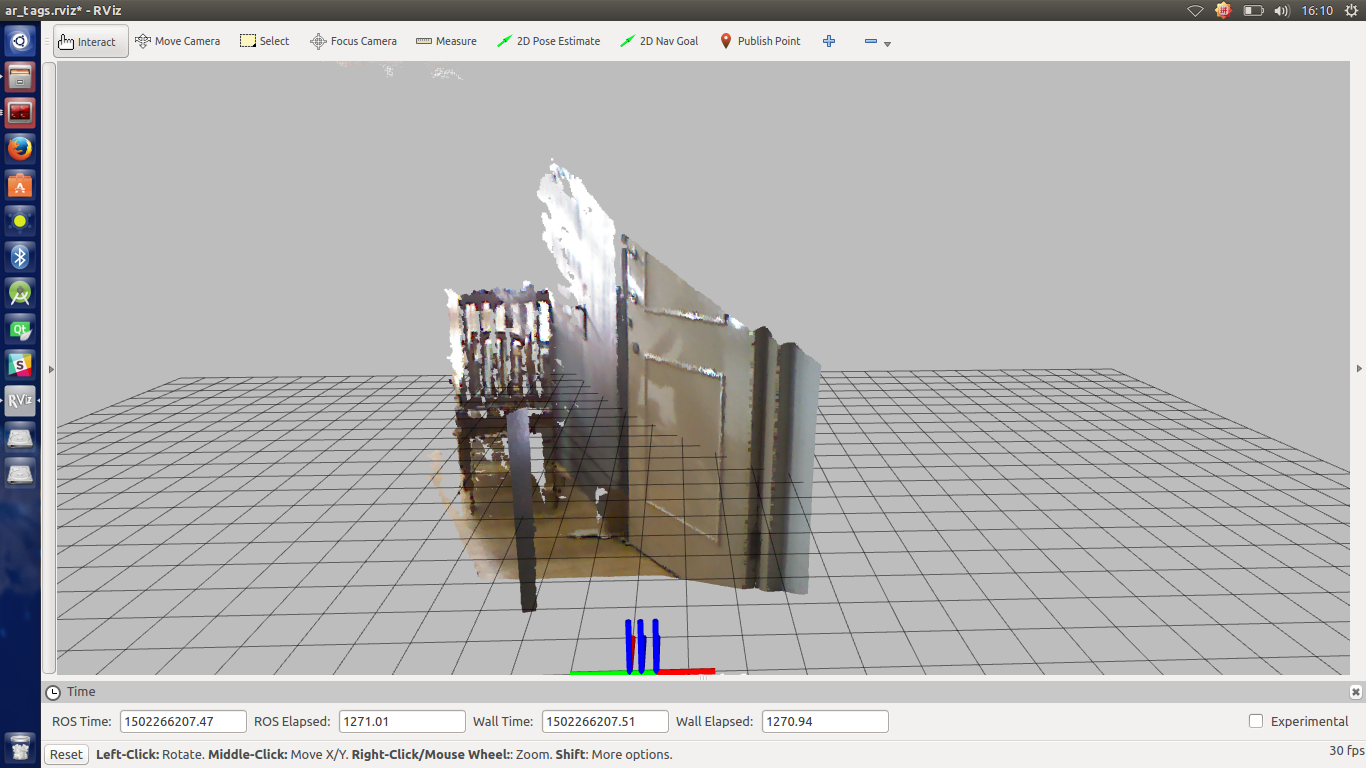 ar_tags.rviz* - RViz
16:10
Interact Move Camera Select Focus Camera Measure 2D Pose Estimate 2D Nav Goal Publish Point
Qt
S
RViz
Time
ROS Time: 1502266207.47 ROS Elapsed: 1271.01 Wall Time: 1502266207.51 Wall Elapsed: 1270.94 Experimental
Reset Left-Click: Rotate. Middle-Click: Move X/Y. Right-Click/Mouse Wheel:: Zoom. Shift: More options. 30 fps